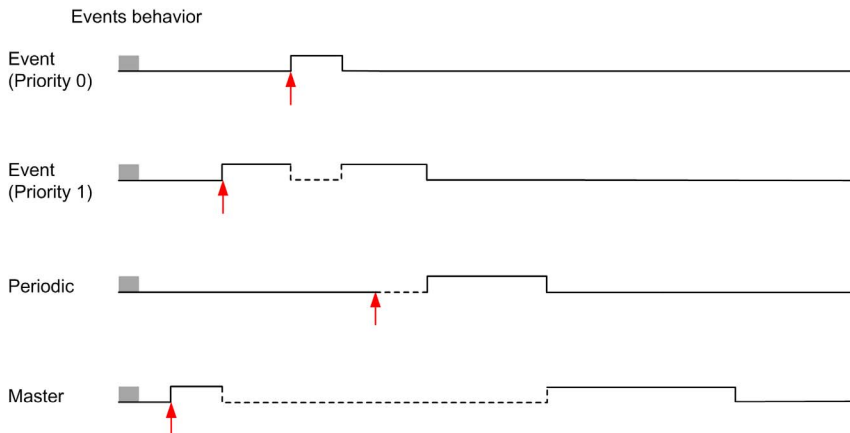 Events behavior
Event
(Priority 0)
Event
(Priority 1)
Periodic
Master